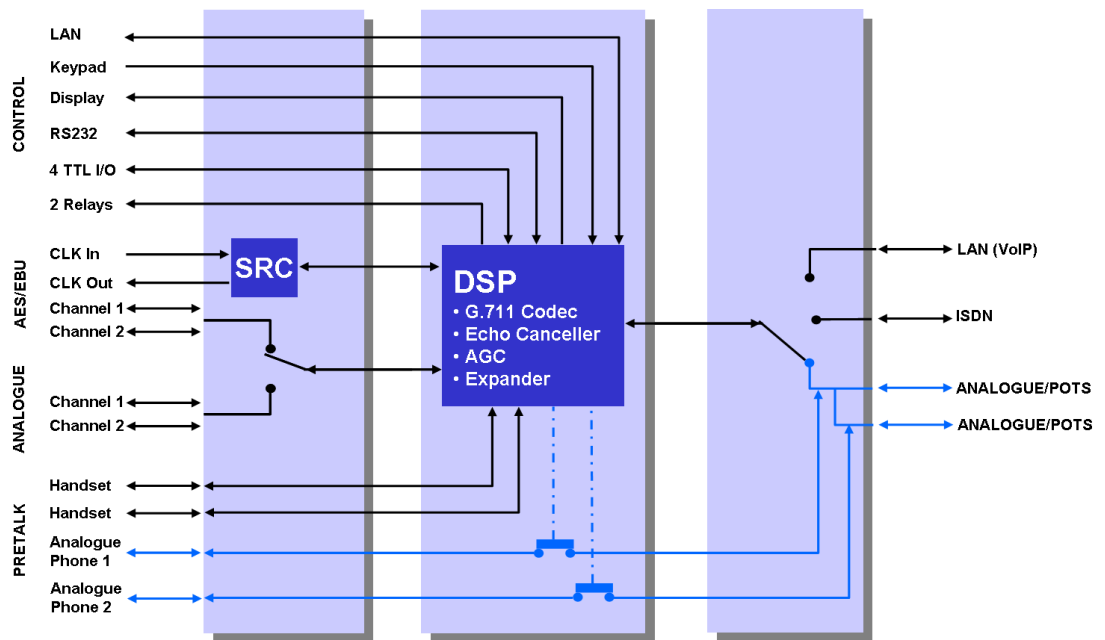 CONTROL
LAN
Keypad
Display
RS232
4 TTL I/O
2 Relays
AES/EBU
CLK In
CLK Out
Channel 1
Channel 2
ANALOGUE
Channel 1
Channel 2
PRETALK
Handset
Handset
Analogue
Phone 1
Analogue
Phone 2
SRC
DSP
• G.711 Codec
• Echo Canceller
• AGC
• Expander
LAN (VoIP)
ISDN
ANALOGUE/POTS
ANALOGUE/POTS